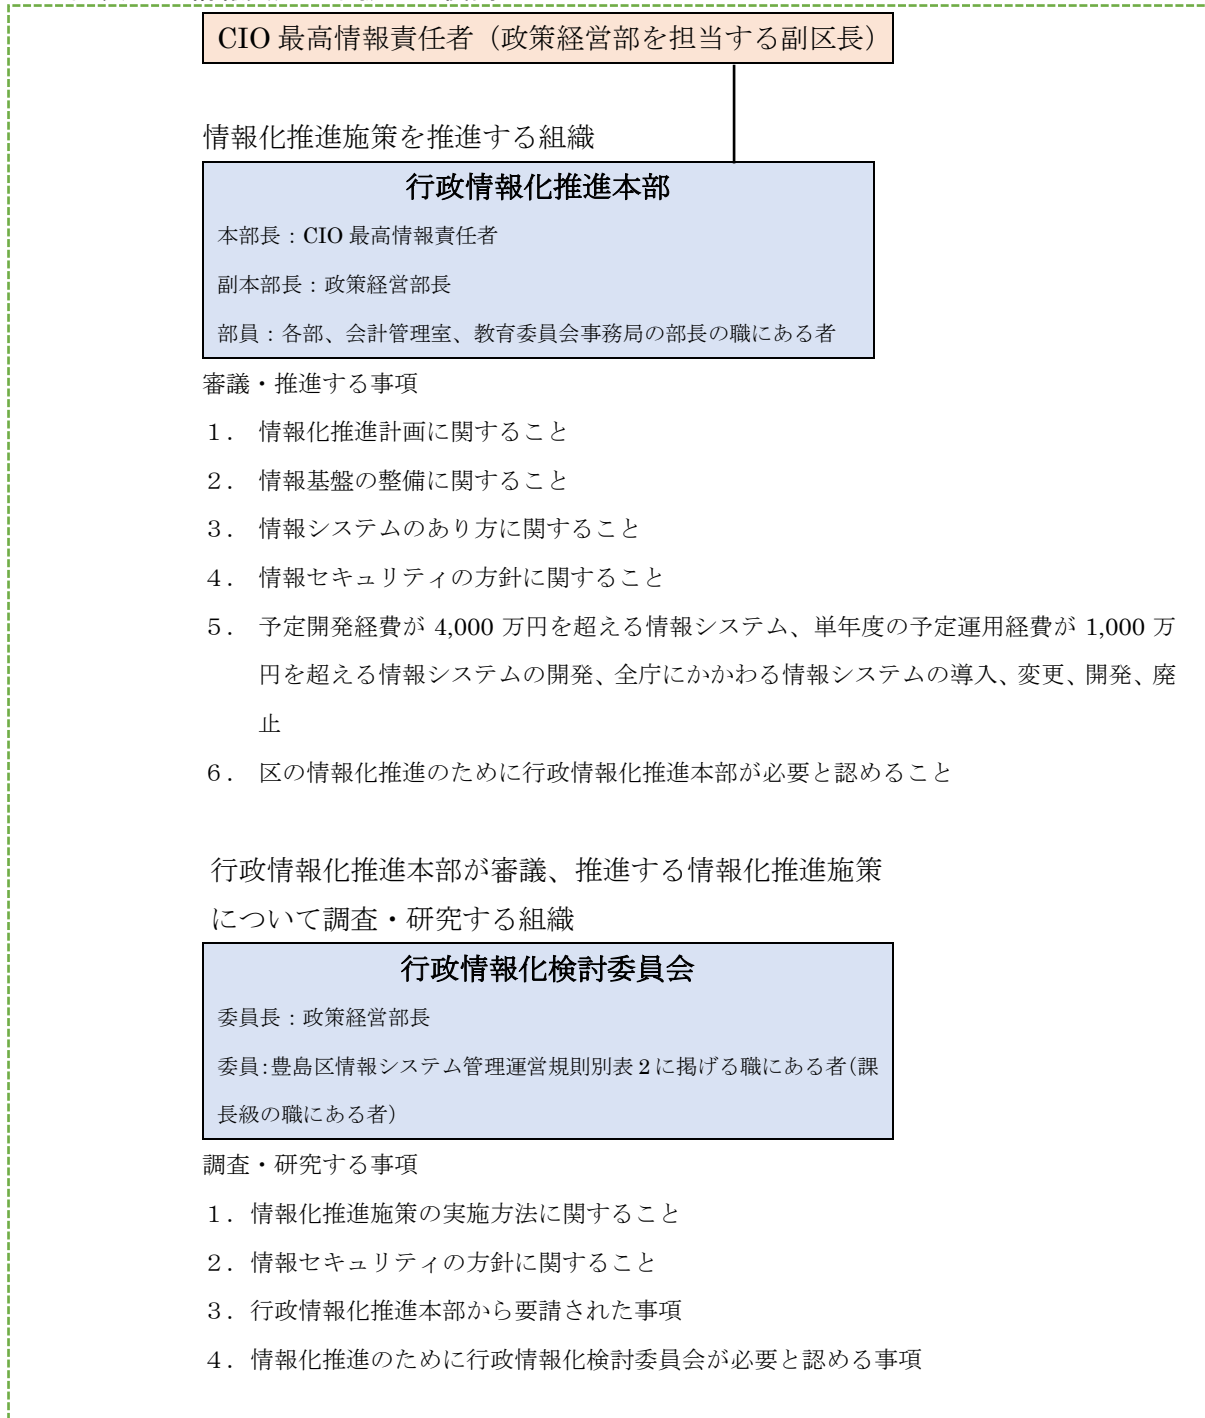 CIO 最高情報責任者（政策経営部を担当する副区長）
情報化推進施策を推進する組織
行政情報化推進本部
本部長：CIO 最高情報責任者
副本部長：政策経営部長
部員：各部、会計管理室、教育委員会事務局の部長の職にある者
審議・推進する事項
１． 情報化推進計画に関すること
２． 情報基盤の整備に関すること
３． 情報システムのあり方に関すること
４． 情報セキュリティの方針に関すること
５． 予定開発経費が 4,000 万円を超える情報システム、単年度の予定運用経費が 1,000 万
円を超える情報システムの開発、全庁にかかわる情報システムの導入、変更、開発、廃
止
６． 区の情報化推進のために行政情報化推進本部が必要と認めること
行政情報化推進本部が審議、推進する情報化推進施策
について調査・研究する組織
行政情報化検討委員会
委員長：政策経営部長
委員：豊島区情報システム管理運営規則別表 2 に掲げる職にある者（課
長級の職にある者）
調査・研究する事項
１．情報化推進施策の実施方法に関すること
２．情報セキュリティの方針に関すること
３．行政情報化推進本部から要請された事項
４．情報化推進のために行政情報化検討委員会が必要と認める事項